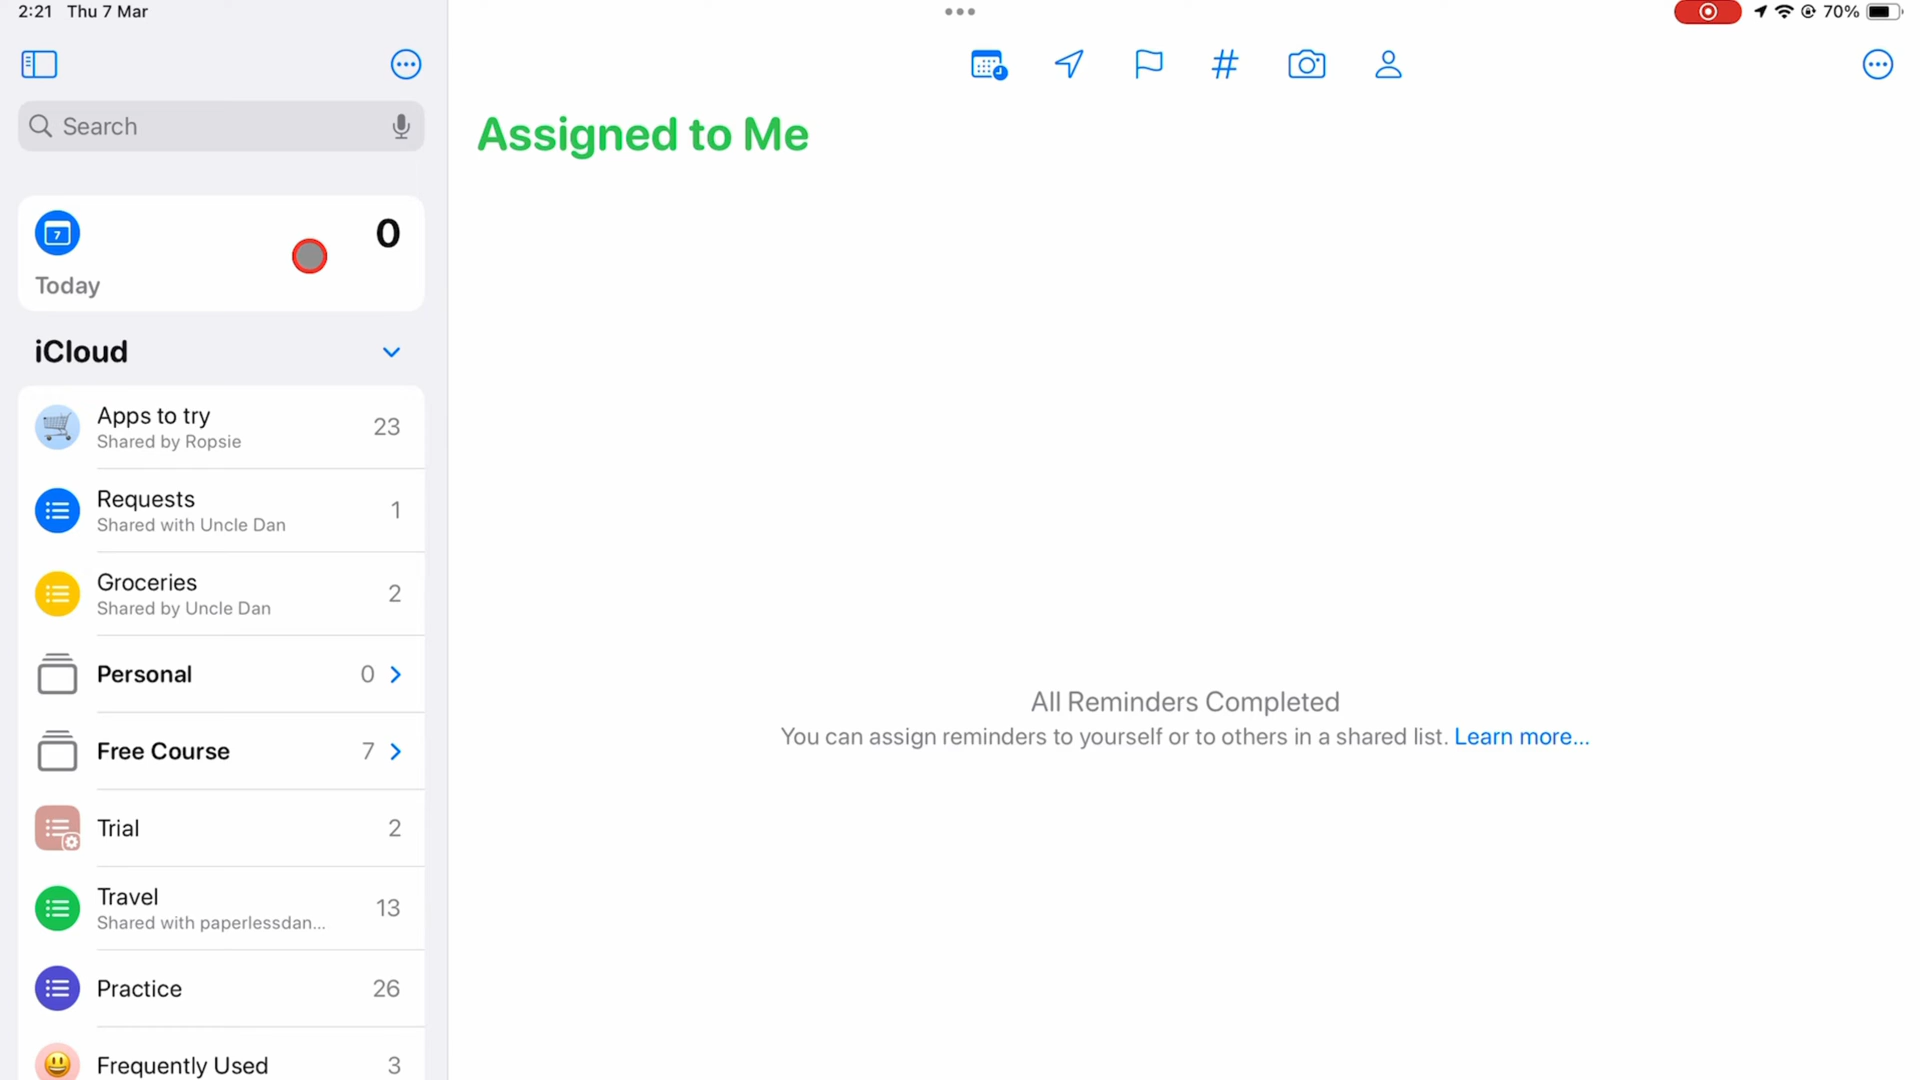 2:21 Thu 7 Mar
70%
Search
Assigned to Me
7
0
Today
iCloud
Apps to try
Shared by Ropsie
23
Requests
Shared with Uncle Dan
1
Groceries
Shared by Uncle Dan
2
Personal 0
All Reminders Completed
You can assign reminders to yourself or to others in a shared list. Learn more...
Free Course 7
Trial 2
Travel
Shared with paperlessdan...
13
Practice 26
Frequently Used 3